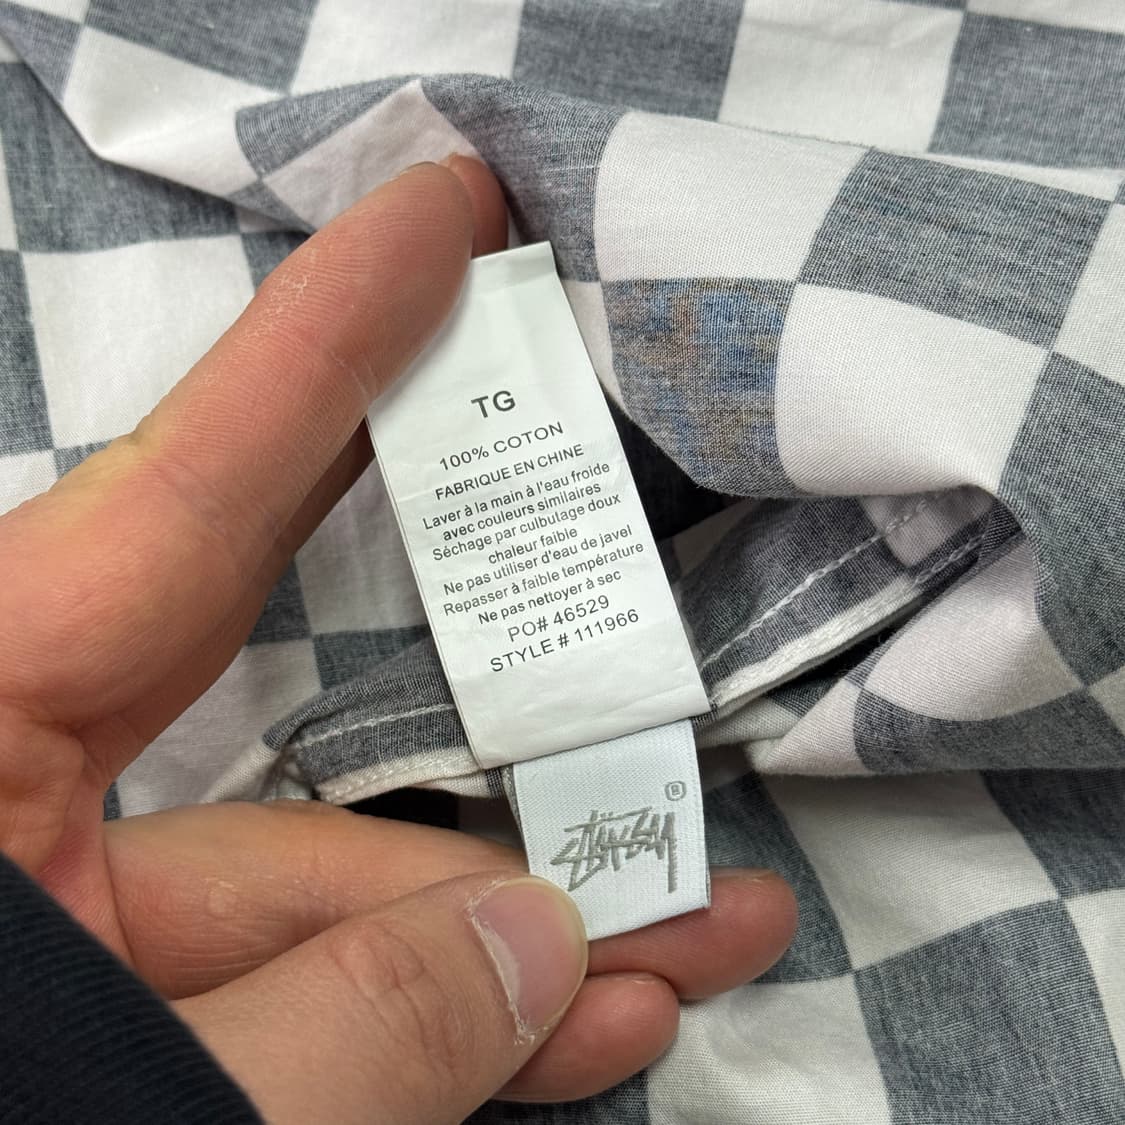 TG
100% COTON
FABRIQUE EN CHINE
Laver à la main à l'eau froide
avec couleurs similaires
Séchage par culbutage doux
chaleur faible
Ne pas utiliser d'eau de javel
Repasser à faible température
Ne pas nettoyer à sec
PO# 46529
STYLE # 111966
®
STÜSSY